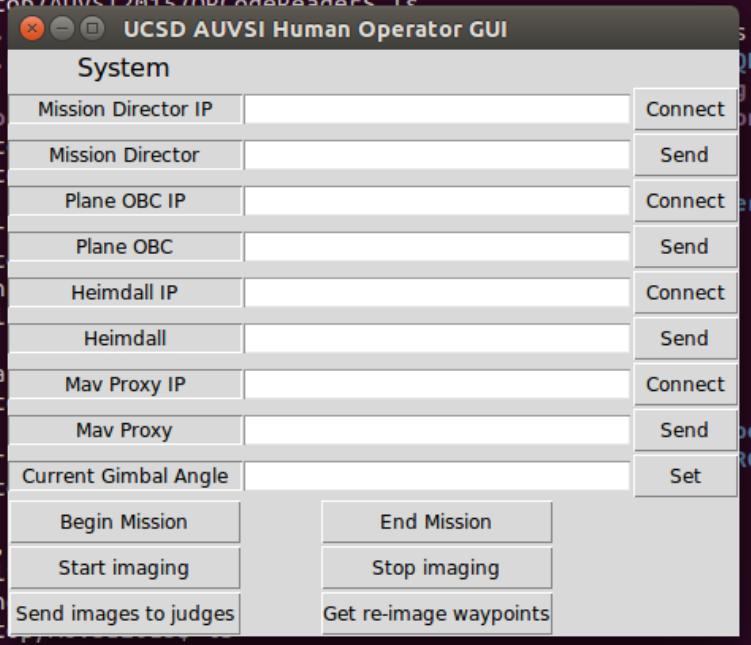 UCSD AUVSI Human Operator GUI
System
Mission Director IP Connect
Mission Director Send
Plane OBC IP Connect
Plane OBC Send
Heimdall IP Connect
Heimdall Send
Mav Proxy IP Connect
Mav Proxy Send
Current Gimbal Angle Set
Begin Mission End Mission
Start imaging Stop imaging
Send images to judges Get re-image waypoints